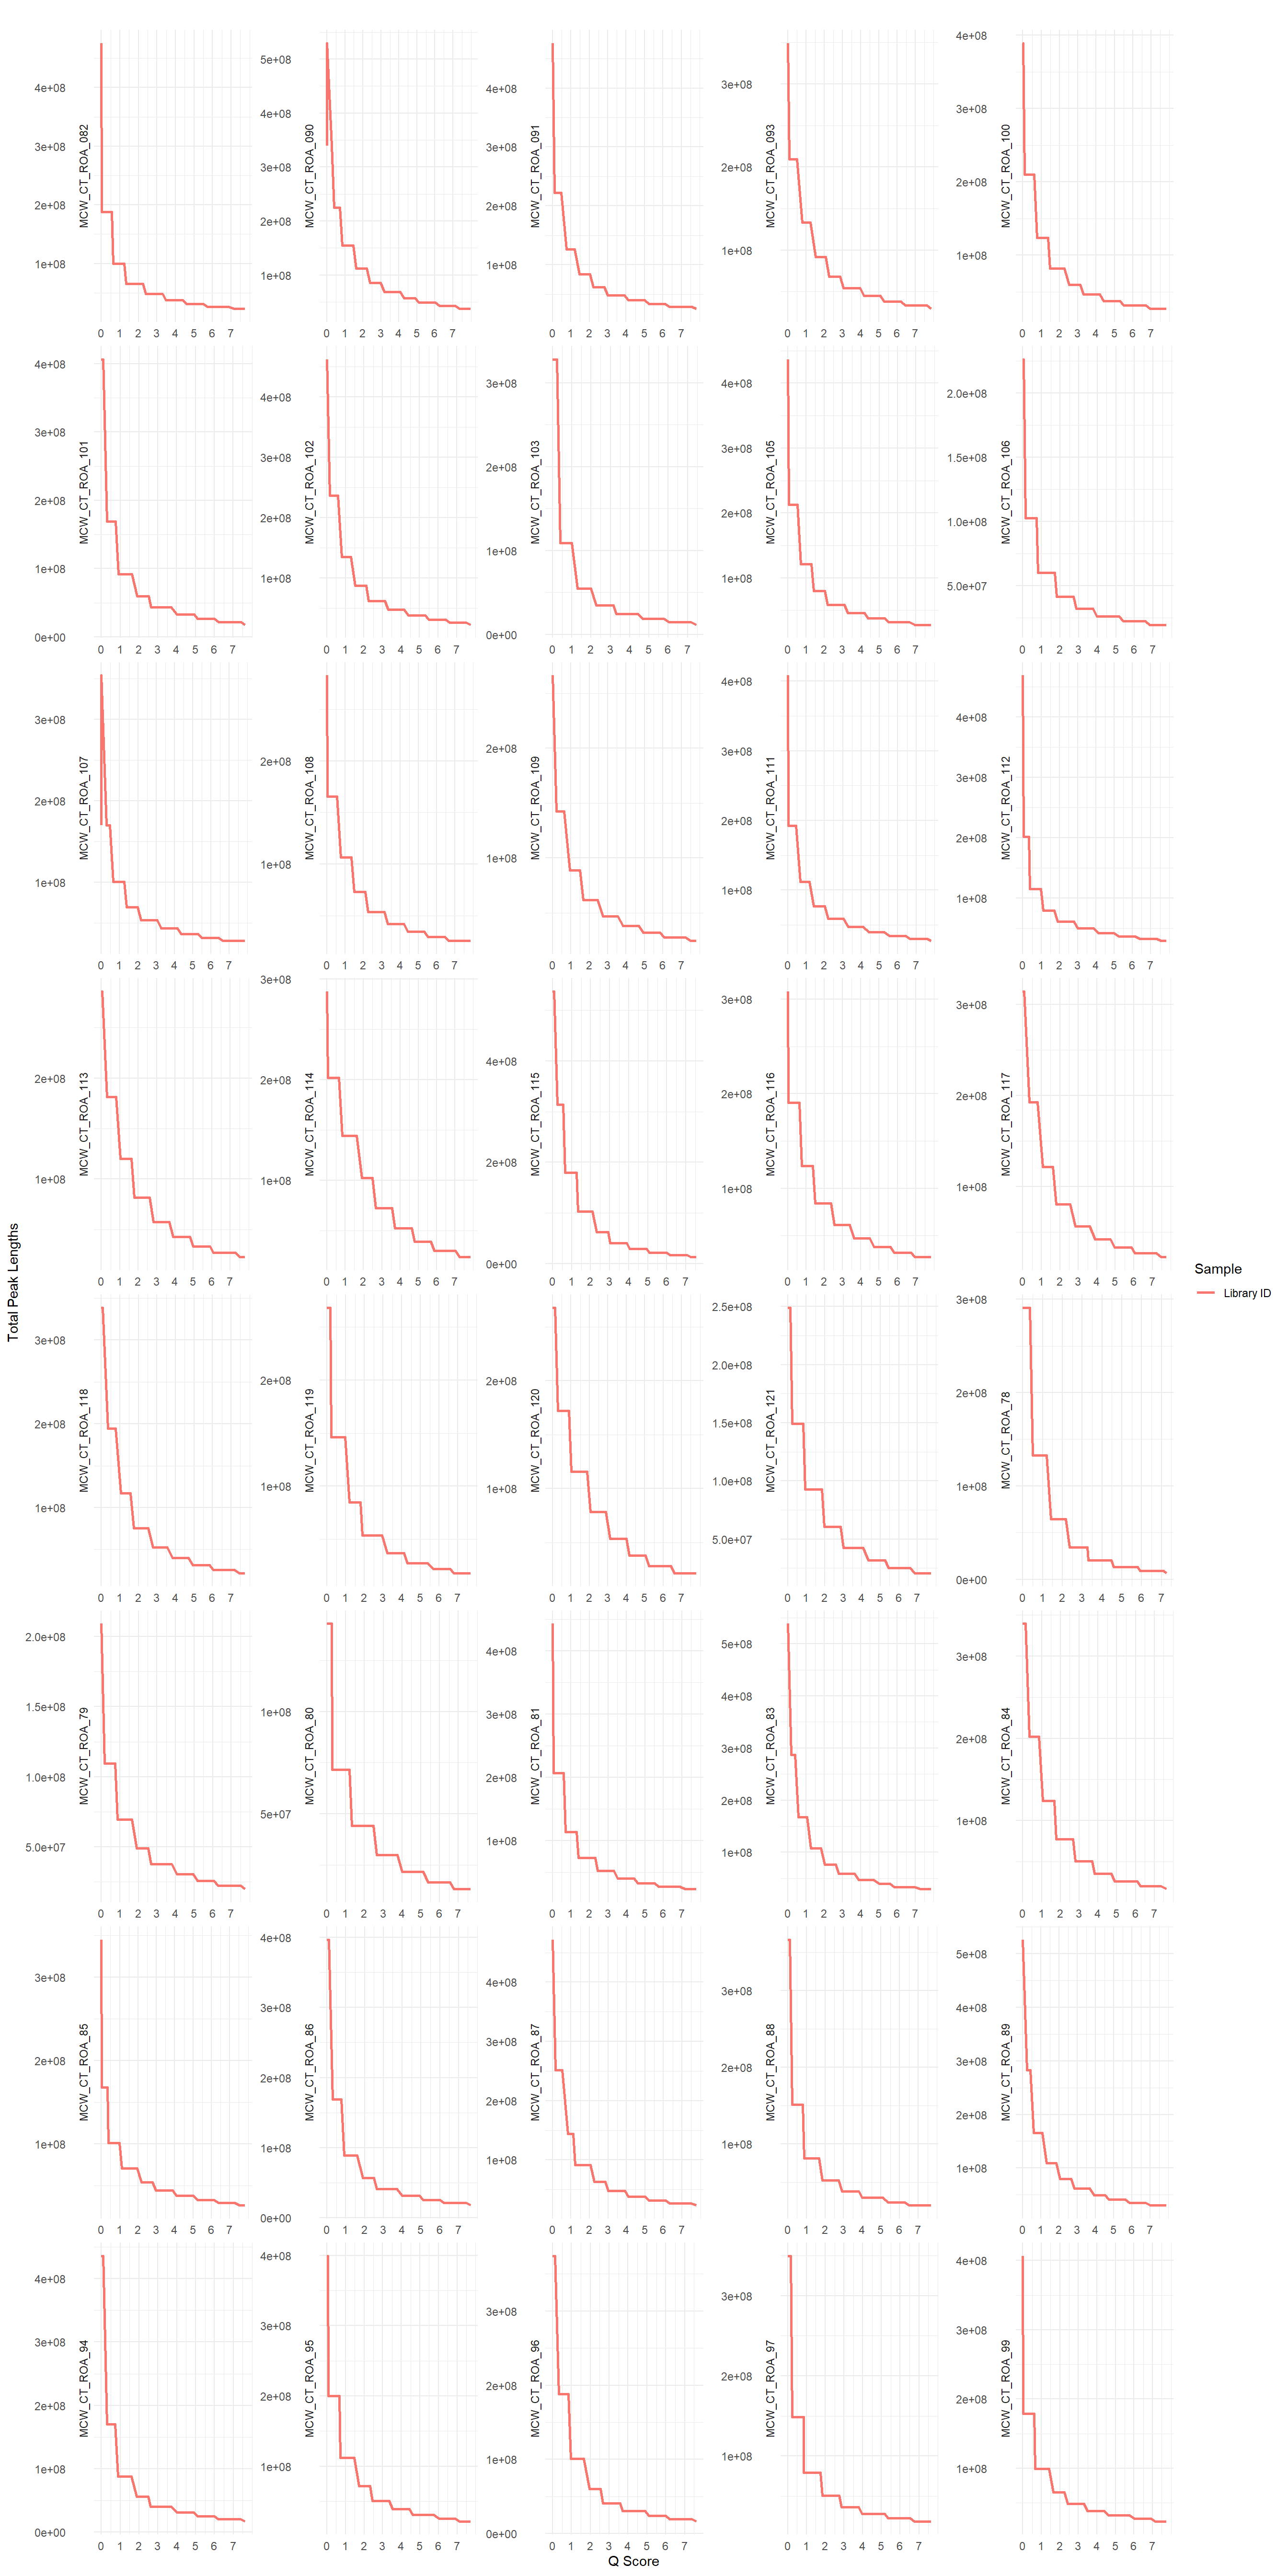 MCW_CT_ROA_082
4e+08
3e+08
2e+08
1e+08
0 1 2 3 4 5 6 7
MCW_CT_ROA_090
5e+08
4e+08
3e+08
2e+08
1e+08
0 1 2 3 4 5 6 7
MCW_CT_ROA_091
4e+08
3e+08
2e+08
1e+08
0 1 2 3 4 5 6 7
MCW_CT_ROA_093
3e+08
2e+08
1e+08
0 1 2 3 4 5 6 7
MCW_CT_ROA_100
4e+08
3e+08
2e+08
1e+08
0 1 2 3 4 5 6 7
MCW_CT_ROA_101
4e+08
3e+08
2e+08
1e+08
0e+00
0 1 2 3 4 5 6 7
MCW_CT_ROA_102
4e+08
3e+08
2e+08
1e+08
0 1 2 3 4 5 6 7
MCW_CT_ROA_103
3e+08
2e+08
1e+08
0e+00
0 1 2 3 4 5 6 7
MCW_CT_ROA_105
4e+08
3e+08
2e+08
1e+08
0 1 2 3 4 5 6 7
MCW_CT_ROA_106
2.0e+08
1.5e+08
1.0e+08
5.0e+07
0 1 2 3 4 5 6 7
MCW_CT_ROA_107
3e+08
2e+08
1e+08
0 1 2 3 4 5 6 7
MCW_CT_ROA_108
2e+08
1e+08
0 1 2 3 4 5 6 7
MCW_CT_ROA_109
2e+08
1e+08
0 1 2 3 4 5 6 7
MCW_CT_ROA_111
4e+08
3e+08
2e+08
1e+08
0 1 2 3 4 5 6 7
MCW_CT_ROA_112
4e+08
3e+08
2e+08
1e+08
0 1 2 3 4 5 6 7
MCW_CT_ROA_113
2e+08
1e+08
0 1 2 3 4 5 6 7
MCW_CT_ROA_114
3e+08
2e+08
1e+08
0 1 2 3 4 5 6 7
MCW_CT_ROA_115
4e+08
2e+08
0e+00
0 1 2 3 4 5 6 7
MCW_CT_ROA_116
3e+08
2e+08
1e+08
0 1 2 3 4 5 6 7
MCW_CT_ROA_117
3e+08
2e+08
1e+08
0 1 2 3 4 5 6 7
MCW_CT_ROA_118
3e+08
2e+08
1e+08
0 1 2 3 4 5 6 7
MCW_CT_ROA_119
2e+08
1e+08
0 1 2 3 4 5 6 7
MCW_CT_ROA_120
2e+08
1e+08
0 1 2 3 4 5 6 7
MCW_CT_ROA_121
2.5e+08
2.0e+08
1.5e+08
1.0e+08
5.0e+07
0 1 2 3 4 5 6 7
MCW_CT_ROA_78
3e+08
2e+08
1e+08
0e+00
0 1 2 3 4 5 6 7
MCW_CT_ROA_79
2.0e+08
1.5e+08
1.0e+08
5.0e+07
0 1 2 3 4 5 6 7
MCW_CT_ROA_80
1e+08
5e+07
0 1 2 3 4 5 6 7
MCW_CT_ROA_81
4e+08
3e+08
2e+08
1e+08
0 1 2 3 4 5 6 7
MCW_CT_ROA_83
5e+08
4e+08
3e+08
2e+08
1e+08
0 1 2 3 4 5 6 7
MCW_CT_ROA_84
3e+08
2e+08
1e+08
0 1 2 3 4 5 6 7
MCW_CT_ROA_85
3e+08
2e+08
1e+08
0 1 2 3 4 5 6 7
MCW_CT_ROA_86
4e+08
3e+08
2e+08
1e+08
0e+00
0 1 2 3 4 5 6 7
MCW_CT_ROA_87
4e+08
3e+08
2e+08
1e+08
0 1 2 3 4 5 6 7
MCW_CT_ROA_88
3e+08
2e+08
1e+08
0 1 2 3 4 5 6 7
MCW_CT_ROA_89
5e+08
4e+08
3e+08
2e+08
1e+08
0 1 2 3 4 5 6 7
MCW_CT_ROA_94
4e+08
3e+08
2e+08
1e+08
0e+00
0 1 2 3 4 5 6 7
MCW_CT_ROA_95
4e+08
3e+08
2e+08
1e+08
0 1 2 3 4 5 6 7
MCW_CT_ROA_96
3e+08
2e+08
1e+08
0e+00
0 1 2 3 4 5 6 7
MCW_CT_ROA_97
3e+08
2e+08
1e+08
0 1 2 3 4 5 6 7
MCW_CT_ROA_99
4e+08
3e+08
2e+08
1e+08
0 1 2 3 4 5 6 7
Total Peak Lengths
Q Score
Sample
Library ID